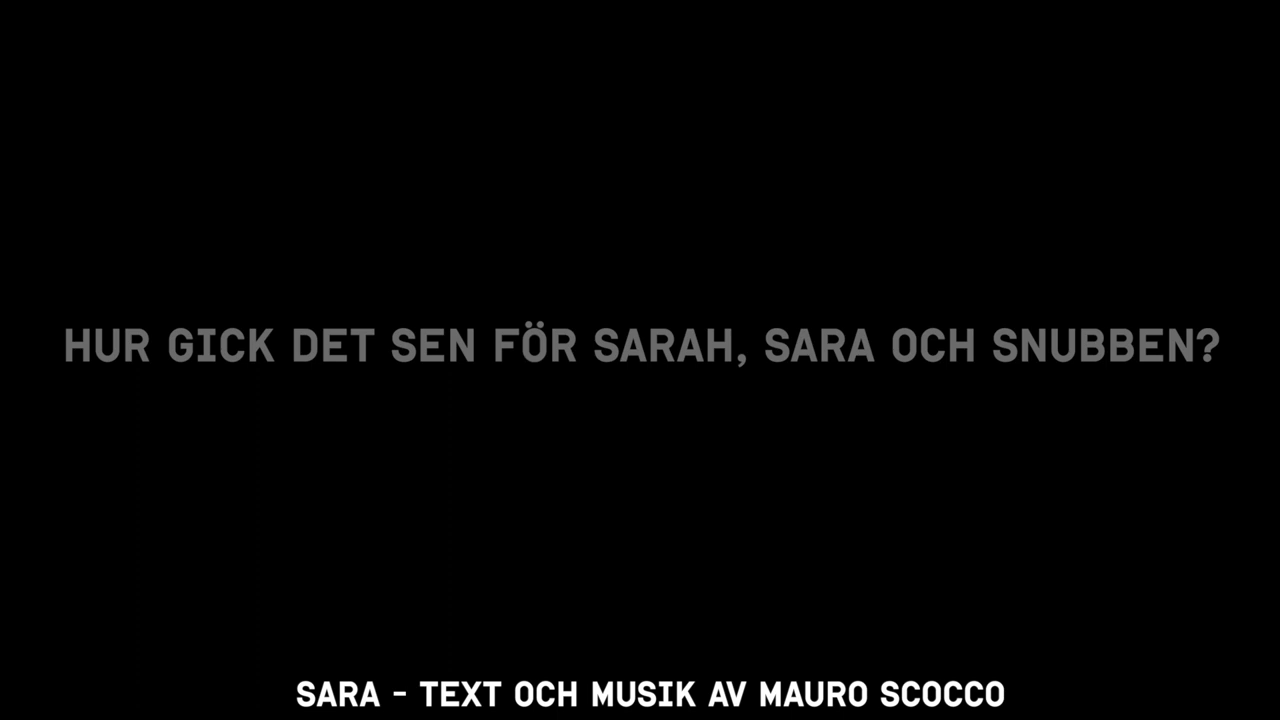 HUR GICK DET SEN FÖR SARAH, SARA OCH SNUBBEN?
SARA - TEXT OCH MUSIK AV MAURO SCOCCO